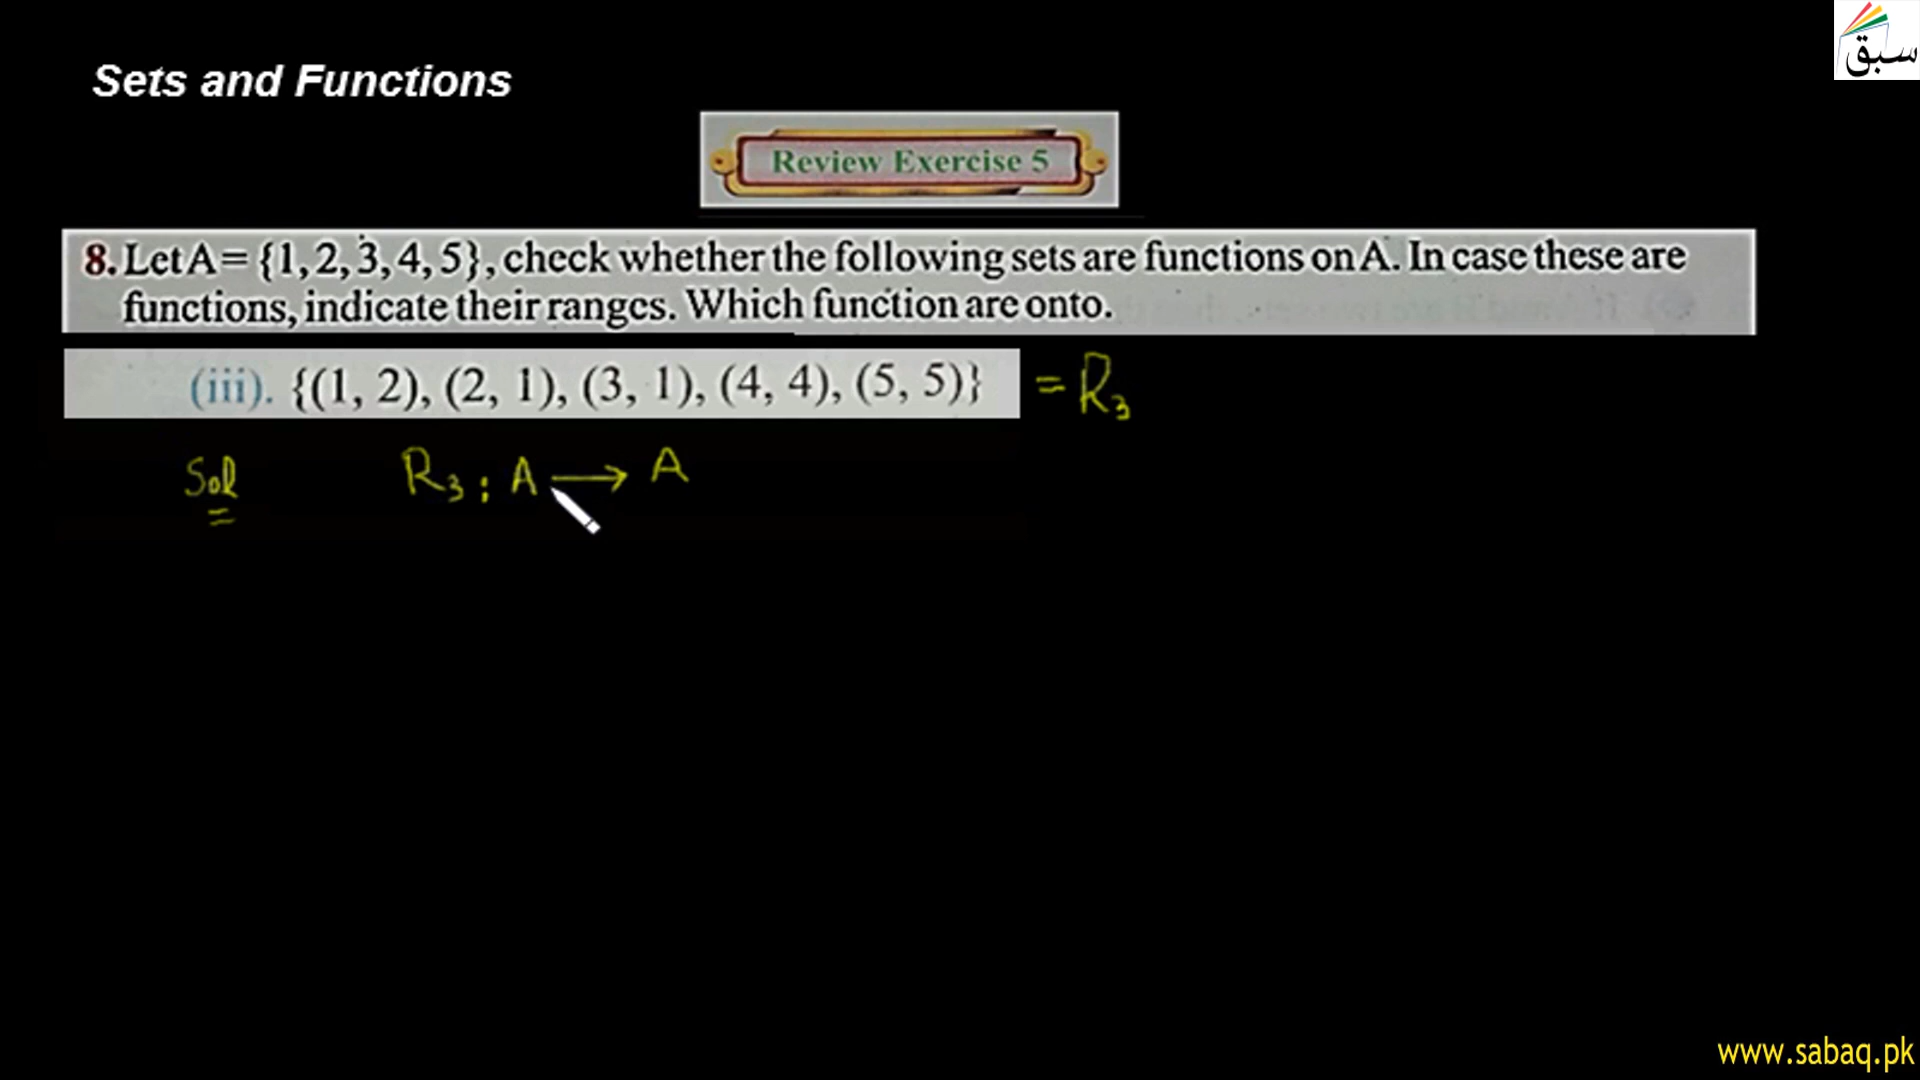 سبق
Sets and Functions
Review Exercise 5
8. Let A = {1, 2, 3, 4, 5}, check whether the following sets are functions on A. In case these are
functions, indicate their ranges. Which function are onto.
(iii). {(1, 2), (2, 1), (3, 1), (4, 4), (5, 5)} = R₃
Sol R₃ : A ⟶ A
www.sabaq.pk